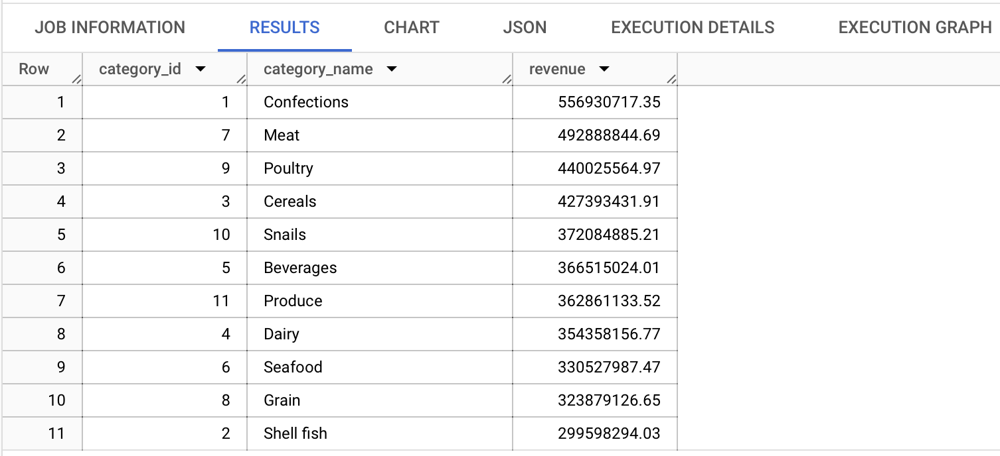 JOB INFORMATION RESULTS CHART JSON EXECUTION DETAILS EXECUTION GRAPH
Row category_id category_name revenue
1 1 Confections 556930717.35
2 7 Meat 492888844.69
3 9 Poultry 440025564.97
4 3 Cereals 427393431.91
5 10 Snails 372084885.21
6 5 Beverages 366515024.01
7 11 Produce 362861133.52
8 4 Dairy 354358156.77
9 6 Seafood 330527987.47
10 8 Grain 323879126.65
11 2 Shell fish 299598294.03